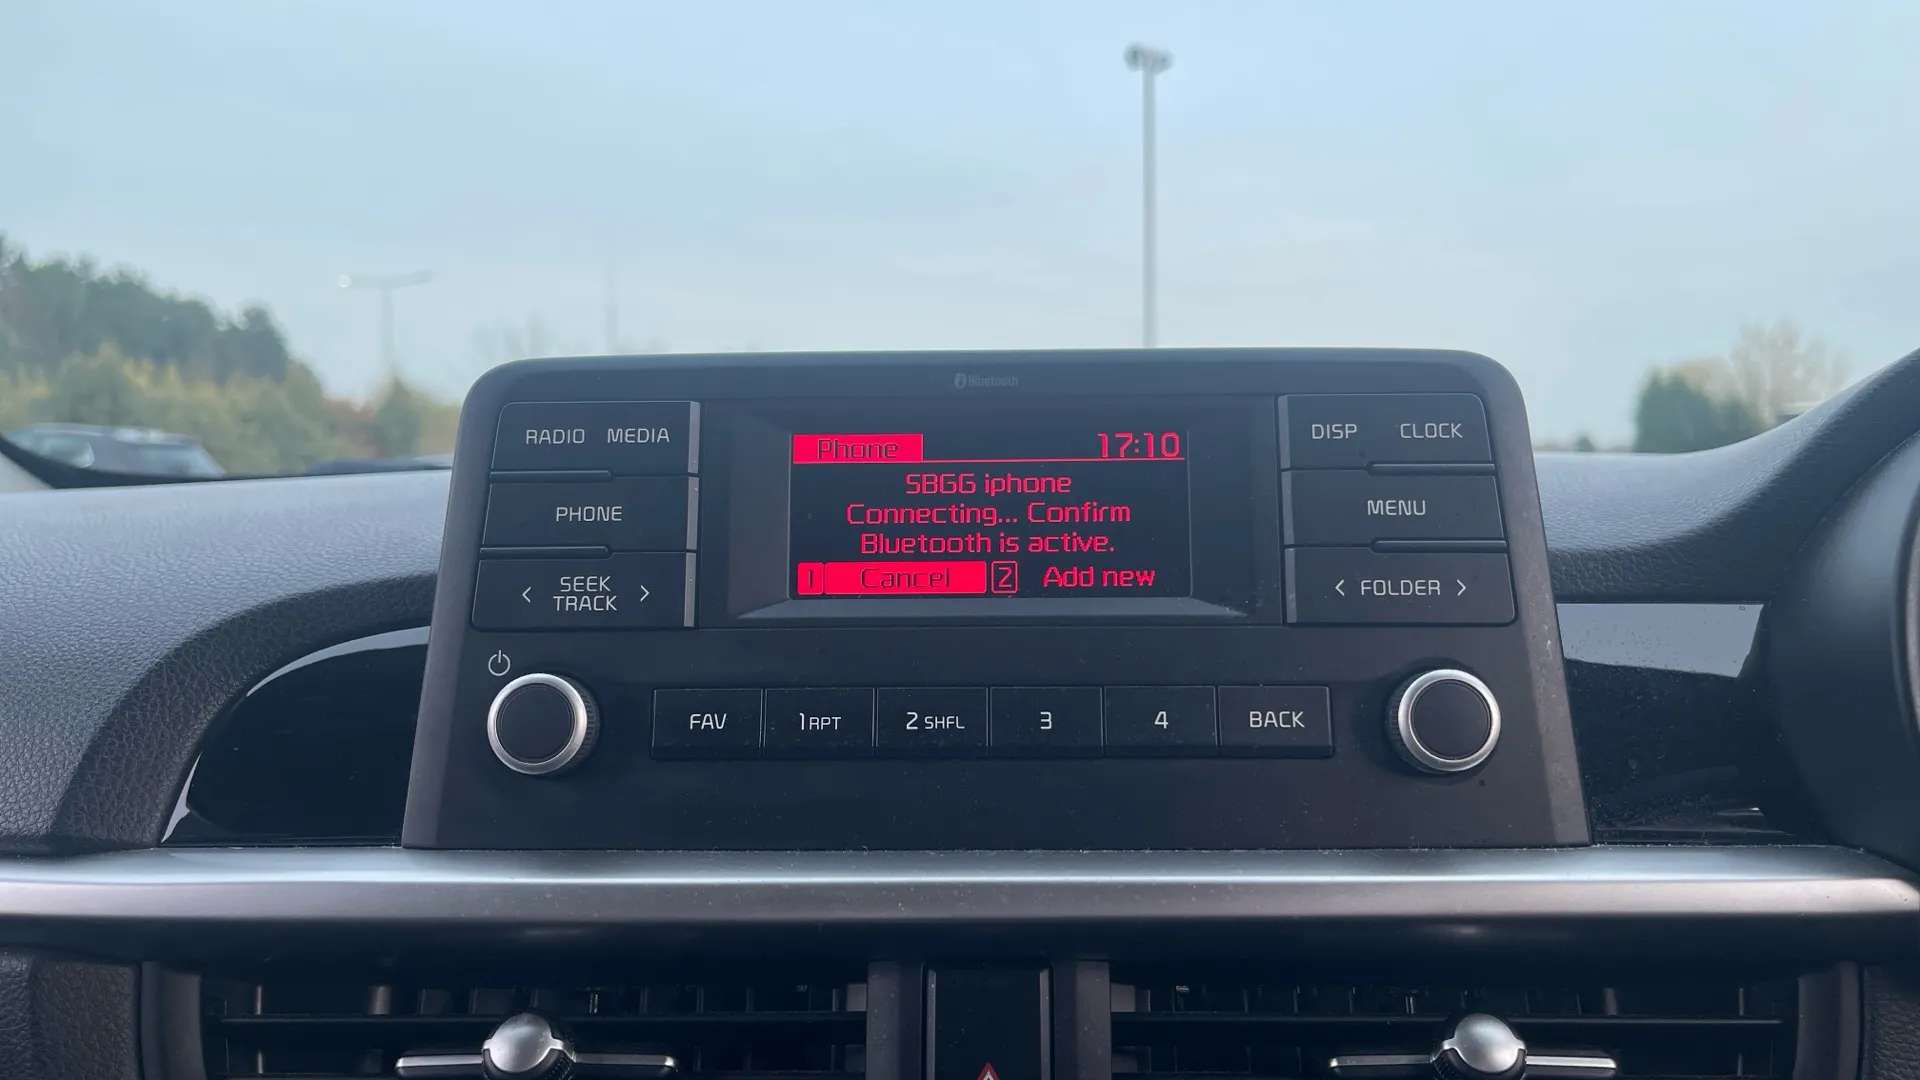 Bluetooth
RADIO MEDIA
PHONE
< SEEK TRACK >
Phone 17:10
SBGG iphone
Connecting... Confirm
Bluetooth is active.
1 Cancel 2 Add new
DISP CLOCK
MENU
< FOLDER >
FAV 1 RPT 2 SHFL 3 4 BACK